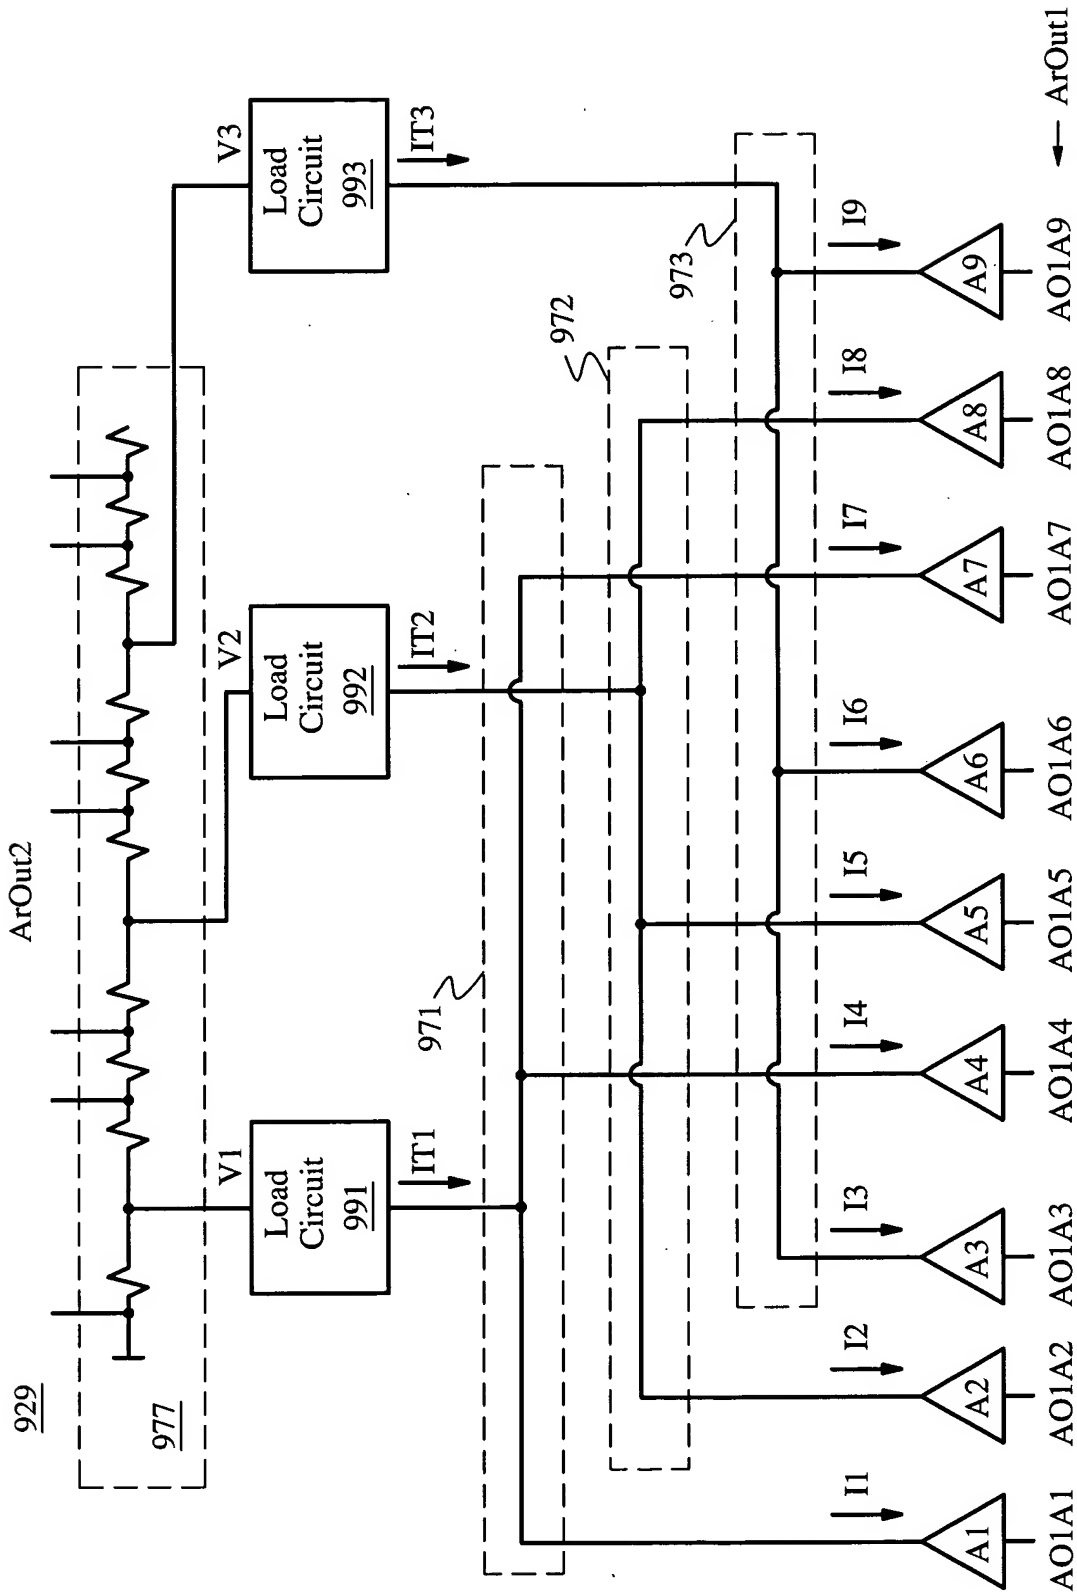 929
ArOut2
977
V1
V2
V3
Load
Circuit
991
Load
Circuit
992
Load
Circuit
993
IT1
IT2
IT3
971
972
973
I1
I2
I3
I4
I5
I6
I7
I8
I9
A1
A2
A3
A4
A5
A6
A7
A8
A9
AO1A1
AO1A2
AO1A3
AO1A4
AO1A5
AO1A6
AO1A7
AO1A8
AO1A9
ArOut1